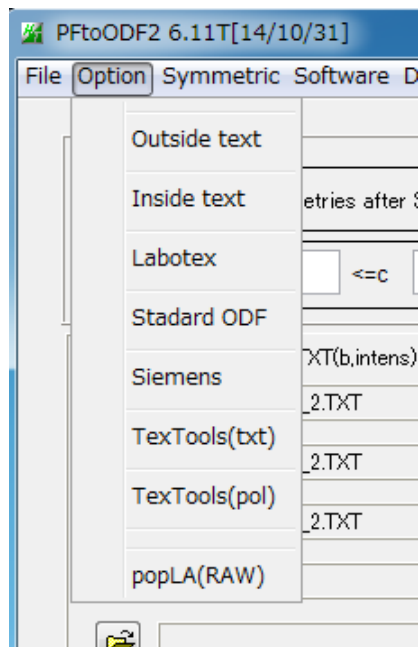 PFtoODF2 6.11T[14/10/31]
File Option Symmetric Software D
Outside text
Inside text
etries after S
Labotex
<=c
Stadard ODF
TXT(b,intens)
Siemens
_2.TXT
TexTools(txt)
_2.TXT
TexTools(pol)
_2.TXT
popLA(RAW)